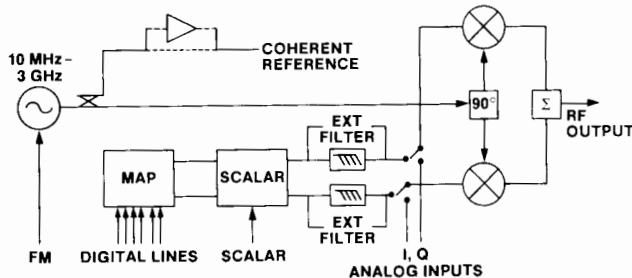 10 MHz–
3 GHz
COHERENT
REFERENCE
90°
Σ
RF
OUTPUT
EXT
FILTER
MAP
SCALAR
EXT
FILTER
FM
DIGITAL LINES
SCALAR
I, Q
ANALOG INPUTS